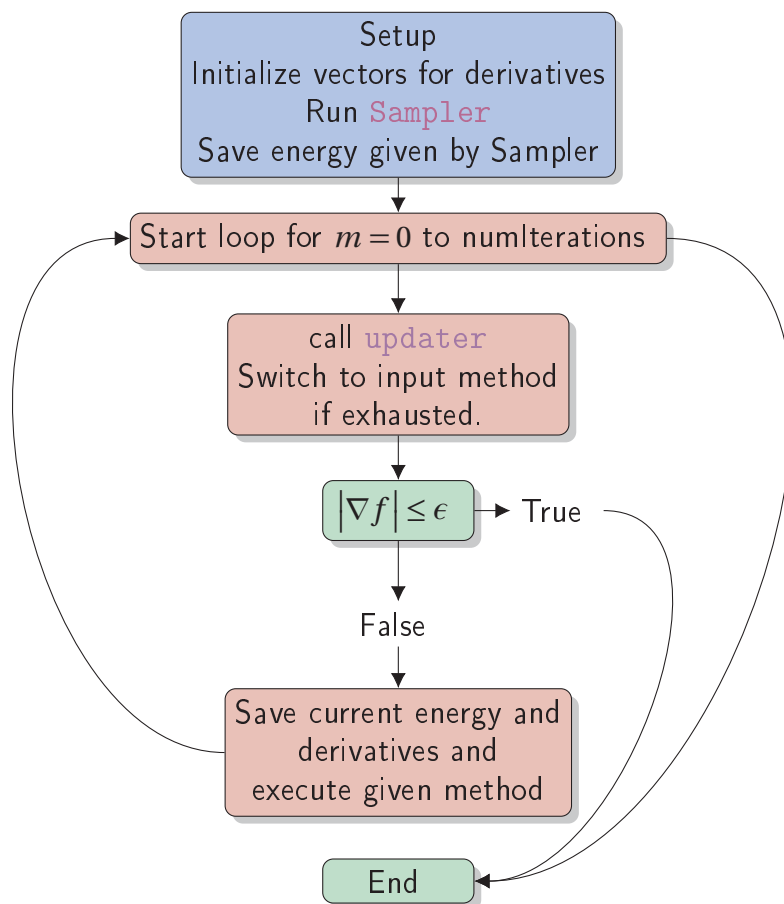 Setup
Initialize vectors for derivatives
Run Sampler
Save energy given by Sampler
Start loop for m = 0 to numIterations
call updater
Switch to input method
if exhausted.
|∇f| ≤ ϵ
True
False
Save current energy and
derivatives and
execute given method
End